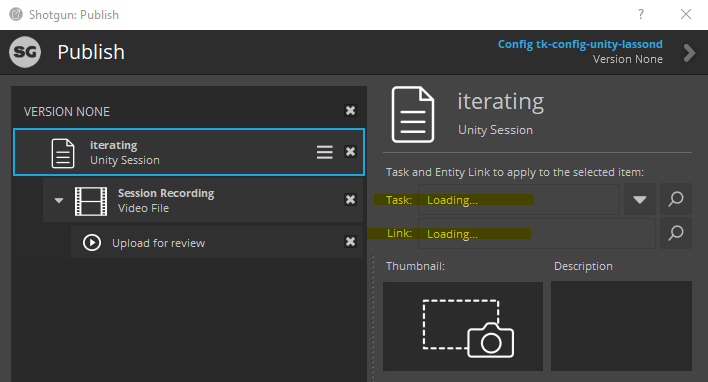 Shotgun: Publish
SG
Publish
Config tk-config-unity-lassond
Version None
VERSION NONE
iterating
Unity Session
Session Recording
Video File
Upload for review
iterating
Unity Session
Task and Entity Link to apply to the selected item:
Task: Loading...
Link: Loading...
Thumbnail:
Description